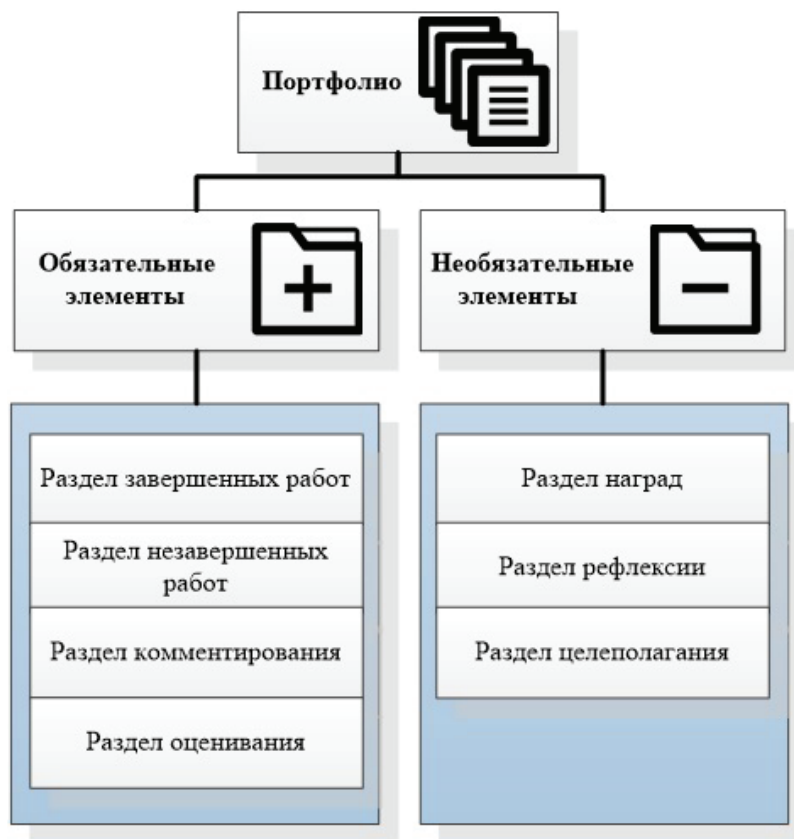 Портфолио
Обязательные
элементы
Необязательные
элементы
Раздел завершенных работ
Раздел незавершенных
работ
Раздел комментирования
Раздел оценивания
Раздел наград
Раздел рефлексии
Раздел целеполагания